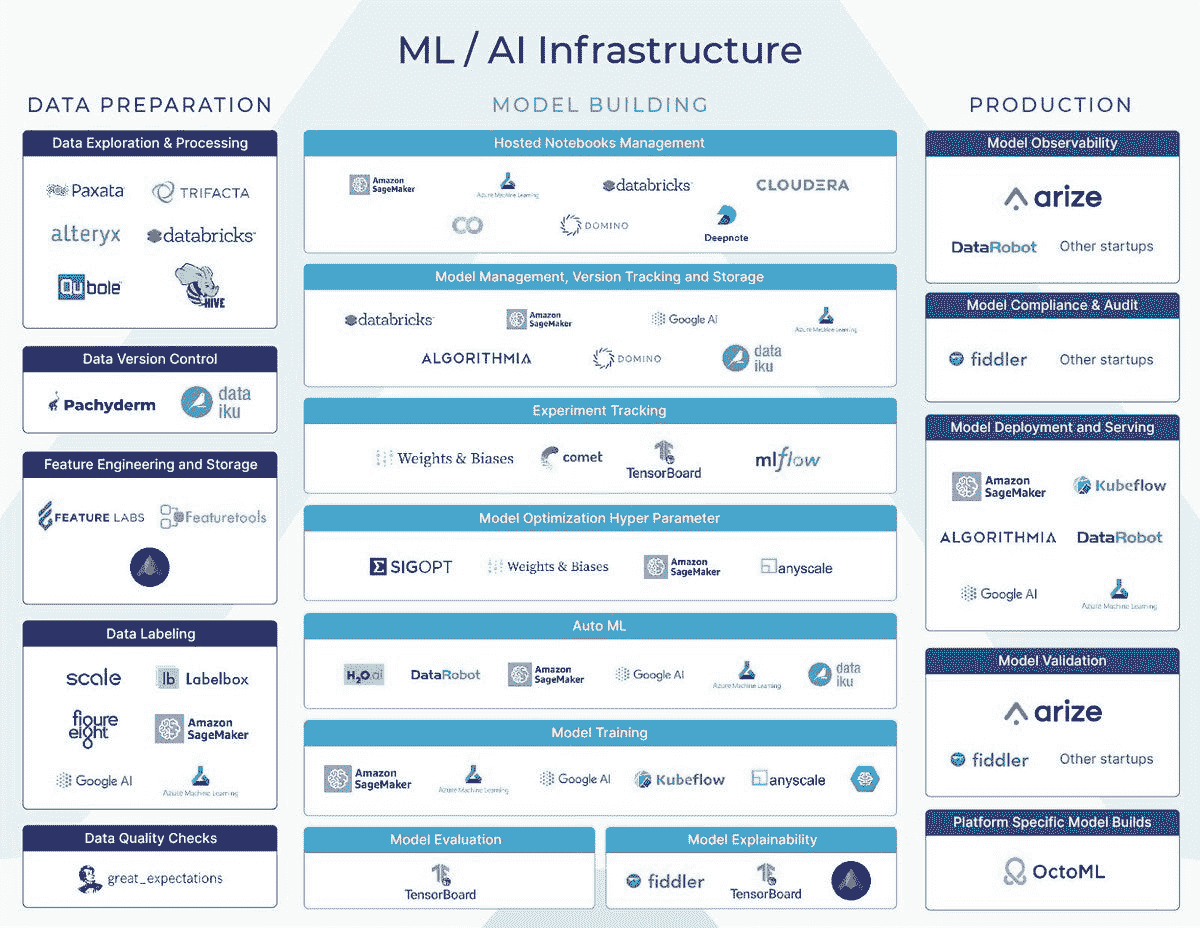 ML / AI Infrastructure
DATA PREPARATION
Data Exploration & Processing
Paxata
TRIFACTA
alteryx
databricks
Qubole
HIVE
Data Version Control
Pachyderm
data
iku
Feature Engineering and Storage
FEATURE LABS
Featuretools
Data Labeling
scale
lb Labelbox
figure
eight
Amazon
SageMaker
Google AI
Azure Machine Learning
Data Quality Checks
great_expectations
MODEL BUILDING
Hosted Notebooks Management
Amazon
SageMaker
Azure Machine Learning
databricks
CLOUDERA
CO
DOMINO
Deepnote
Model Management, Version Tracking and Storage
databricks
Amazon
SageMaker
Google AI
Azure Machine Learning
ALGORITHMIA
DOMINO
data
iku
Experiment Tracking
Weights & Biases
comet
TensorBoard
mlflow
Model Optimization Hyper Parameter
SIGOPT
Weights & Biases
Amazon
SageMaker
anyscale
Auto ML
H2O.ai
DataRobot
Amazon
SageMaker
Google AI
Azure Machine Learning
data
iku
Model Training
Amazon
SageMaker
Azure Machine Learning
Google AI
Kubeflow
anyscale
Model Evaluation
TensorBoard
Model Explainability
fiddler
TensorBoard
PRODUCTION
Model Observability
arize
DataRobot
Other startups
Model Compliance & Audit
fiddler
Other startups
Model Deployment and Serving
Amazon
SageMaker
Kubeflow
ALGORITHMIA
DataRobot
Google AI
Azure Machine Learning
Model Validation
arize
fiddler
Other startups
Platform Specific Model Builds
OctoML